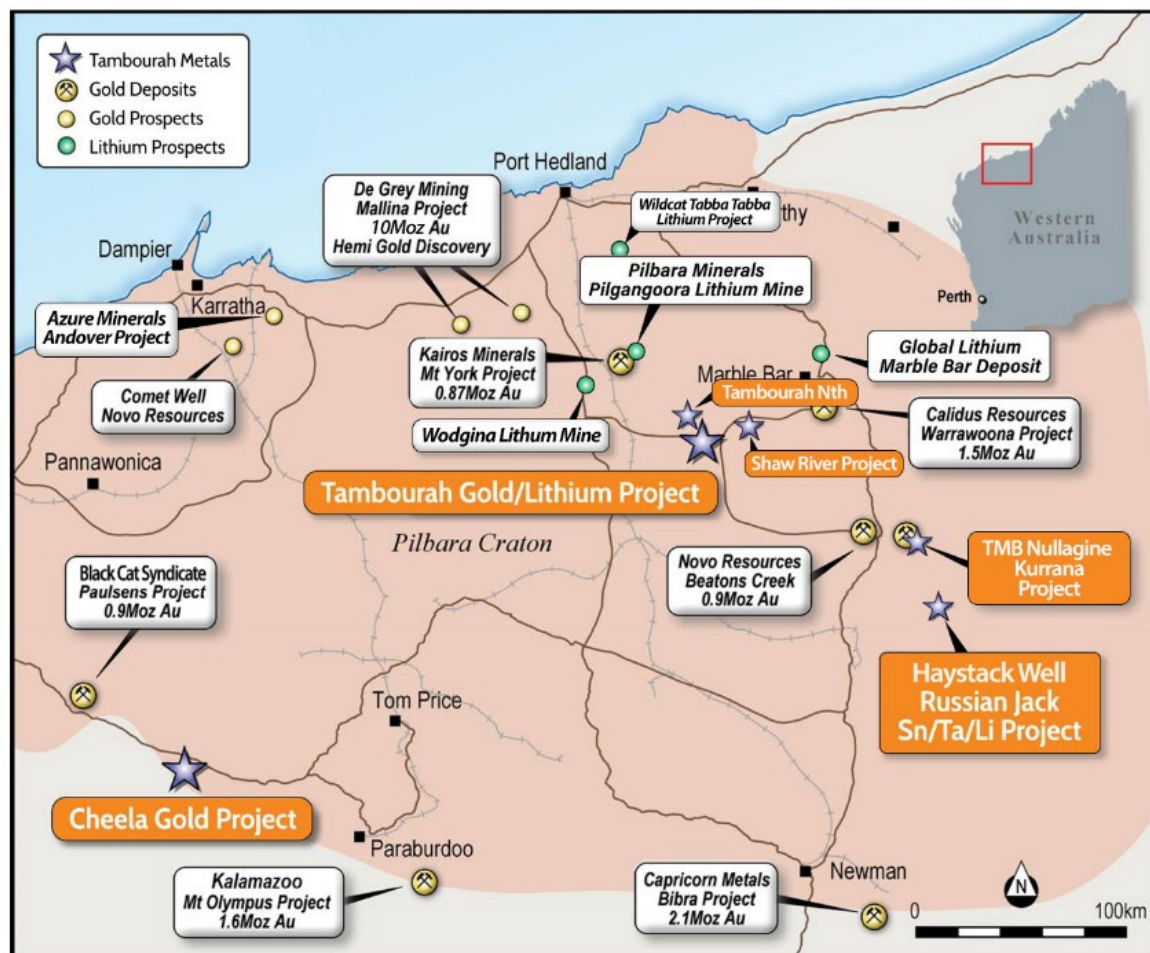 Tambourah Metals
Gold Deposits
Gold Prospects
Lithium Prospects
Port Hedland
De Grey Mining
Mallina Project
10Moz Au
Hemi Gold Discovery
Wildcat Tabba Tabba
Lithium Project
thy
Western
Australia
Perth
Dampier
Karratha
Pilbara Minerals
Pilgangoora Lithium Mine
Azure Minerals
Andover Project
Kairos Minerals
Mt York Project
0.87Moz Au
Marble Bar
Global Lithium
Marble Bar Deposit
Tambourah Nth
Comet Well
Novo Resources
Wodgina Lithum Mine
Calidus Resources
Warrawoona Project
1.5Moz Au
Shaw River Project
Pannawonica
Tambourah Gold/Lithium Project
Pilbara Craton
Novo Resources
Beatons Creek
0.9Moz Au
TMB Nullagine
Kurrana
Project
Black Cat Syndicate
Paulsens Project
0.9Moz Au
Haystack Well
Russian Jack
Sn/Ta/Li Project
Tom Price
Cheela Gold Project
Paraburdoo
Kalamazoo
Mt Olympus Project
1.6Moz Au
Newman
Capricorn Metals
Bibra Project
2.1Moz Au
N
0 100km